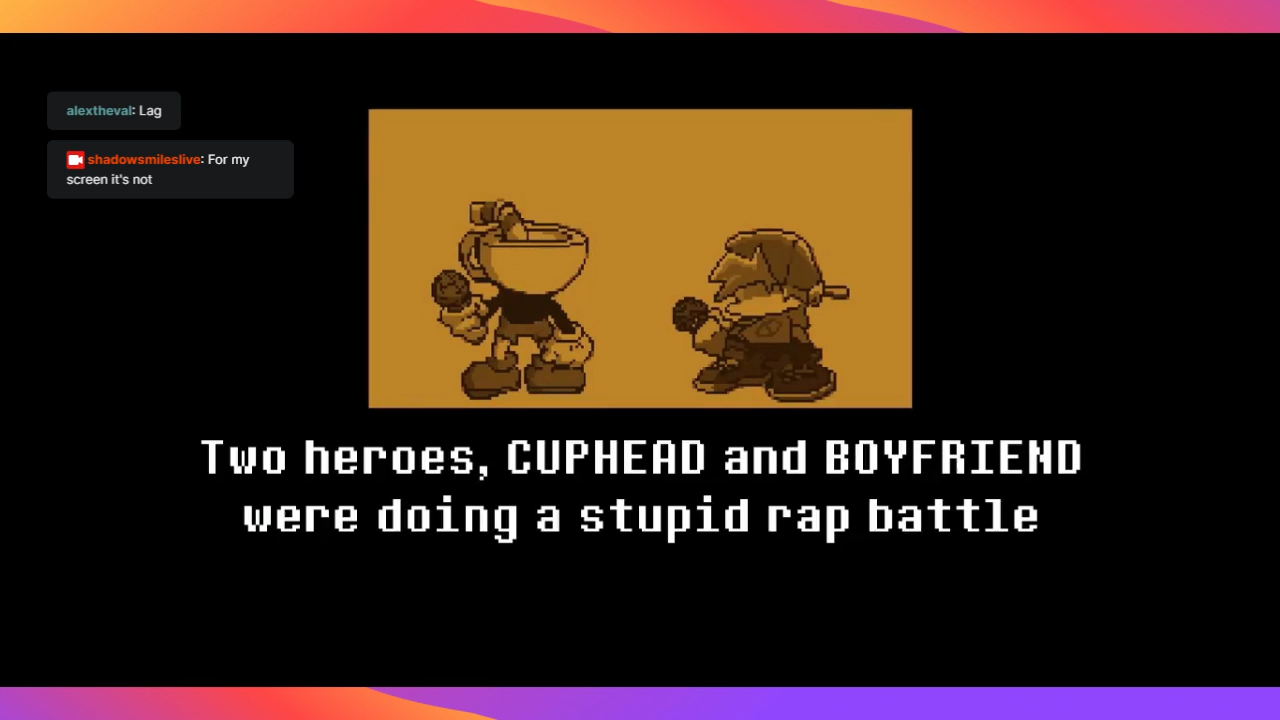 alextheval: Lag
shadowsmileslive: For my
screen it's not
Two heroes, CUPHEAD and BOYFRIEND
were doing a stupid rap battle